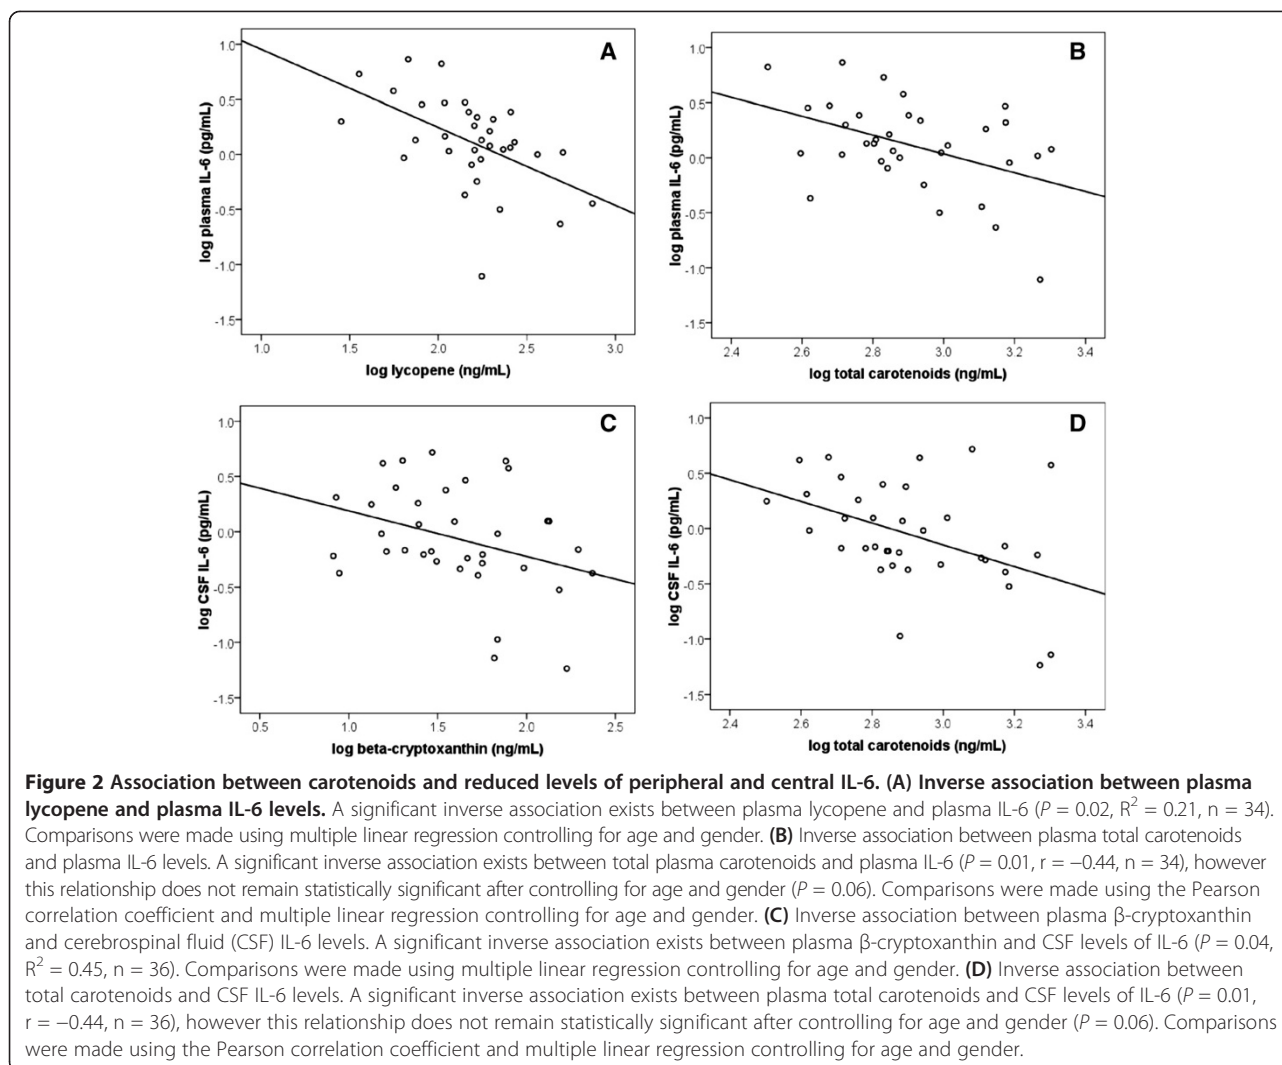 A
1.0
0.5
0.0
-0.5
-1.0
-1.5
log plasma IL-6 (pg/mL)
1.0 1.5 2.0 2.5 3.0
log lycopene (ng/mL)
B
1.0
0.5
0.0
-0.5
-1.0
-1.5
log plasma IL-6 (pg/mL)
2.4 2.6 2.8 3.0 3.2 3.4
log total carotenoids (ng/mL)
C
1.0
0.5
0.0
-0.5
-1.0
-1.5
log CSF IL-6 (pg/mL)
0.5 1.0 1.5 2.0 2.5
log beta-cryptoxanthin (ng/mL)
D
1.0
0.5
0.0
-0.5
-1.0
-1.5
log CSF IL-6 (pg/mL)
2.4 2.6 2.8 3.0 3.2 3.4
log total carotenoids (ng/mL)
Figure 2 Association between carotenoids and reduced levels of peripheral and central IL-6. (A) Inverse association between plasma
lycopene and plasma IL-6 levels. A significant inverse association exists between plasma lycopene and plasma IL-6 (P = 0.02, R² = 0.21, n = 34).
Comparisons were made using multiple linear regression controlling for age and gender. (B) Inverse association between plasma total carotenoids
and plasma IL-6 levels. A significant inverse association exists between total plasma carotenoids and plasma IL-6 (P = 0.01, r = −0.44, n = 34), however
this relationship does not remain statistically significant after controlling for age and gender (P = 0.06). Comparisons were made using the Pearson
correlation coefficient and multiple linear regression controlling for age and gender. (C) Inverse association between plasma β-cryptoxanthin
and cerebrospinal fluid (CSF) IL-6 levels. A significant inverse association exists between plasma β-cryptoxanthin and CSF levels of IL-6 (P = 0.04,
R² = 0.45, n = 36). Comparisons were made using multiple linear regression controlling for age and gender. (D) Inverse association between
total carotenoids and CSF IL-6 levels. A significant inverse association exists between plasma total carotenoids and CSF levels of IL-6 (P = 0.01,
r = −0.44, n = 36), however this relationship does not remain statistically significant after controlling for age and gender (P = 0.06). Comparisons
were made using the Pearson correlation coefficient and multiple linear regression controlling for age and gender.